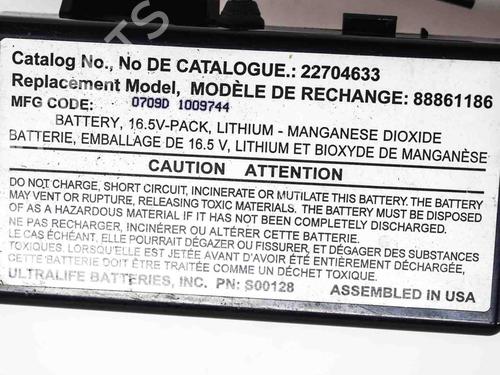 Catalog No., No DE CATALOGUE.: 22704633
Replacement Model, MODÈLE DE RECHANGE: 88861186
MFG CODE: 0709D 1009744
BATTERY, 16.5V-PACK, LITHIUM - MANGANESE DIOXIDE
BATTERIE, EMBALLAGE DE 16.5 V, LITHIUM ET BIOXYDE DE MANGANÈSE
CAUTION ATTENTION
DO NOT CHARGE, SHORT CIRCUIT, INCINERATE OR MUTILATE THIS BATTERY. THE BATTERY
MAY VENT OR RUPTURE, RELEASING TOXIC MATERIALS. THE BATTERY MUST BE DISPOSED
OF AS A HAZARDOUS MATERIAL IF IT HAS NOT BEEN COMPLETELY DISCHARGED.
NE PAS RECHARGER, INCINÉRER OU ALTÉRER CETTE BATTERIE.
LE CAS ÉCHÉANT, ELLE POURRAIT DÉGAZER OU FISSURER, ET DÉGAGER DES SUBSTANCES
TOXIQUES. LORSQU'ELLE EST JETÉE AVANT D'AVOIR ÉTÉ ENTIÈREMENT DÉCHARGÉE,
CETTE BATTERIE DOIT ÊTRE TRAITÉE COMME UN DÉCHET TOXIQUE.
ULTRALIFE BATTERIES, INC. PN: S00128 ASSEMBLED IN USA